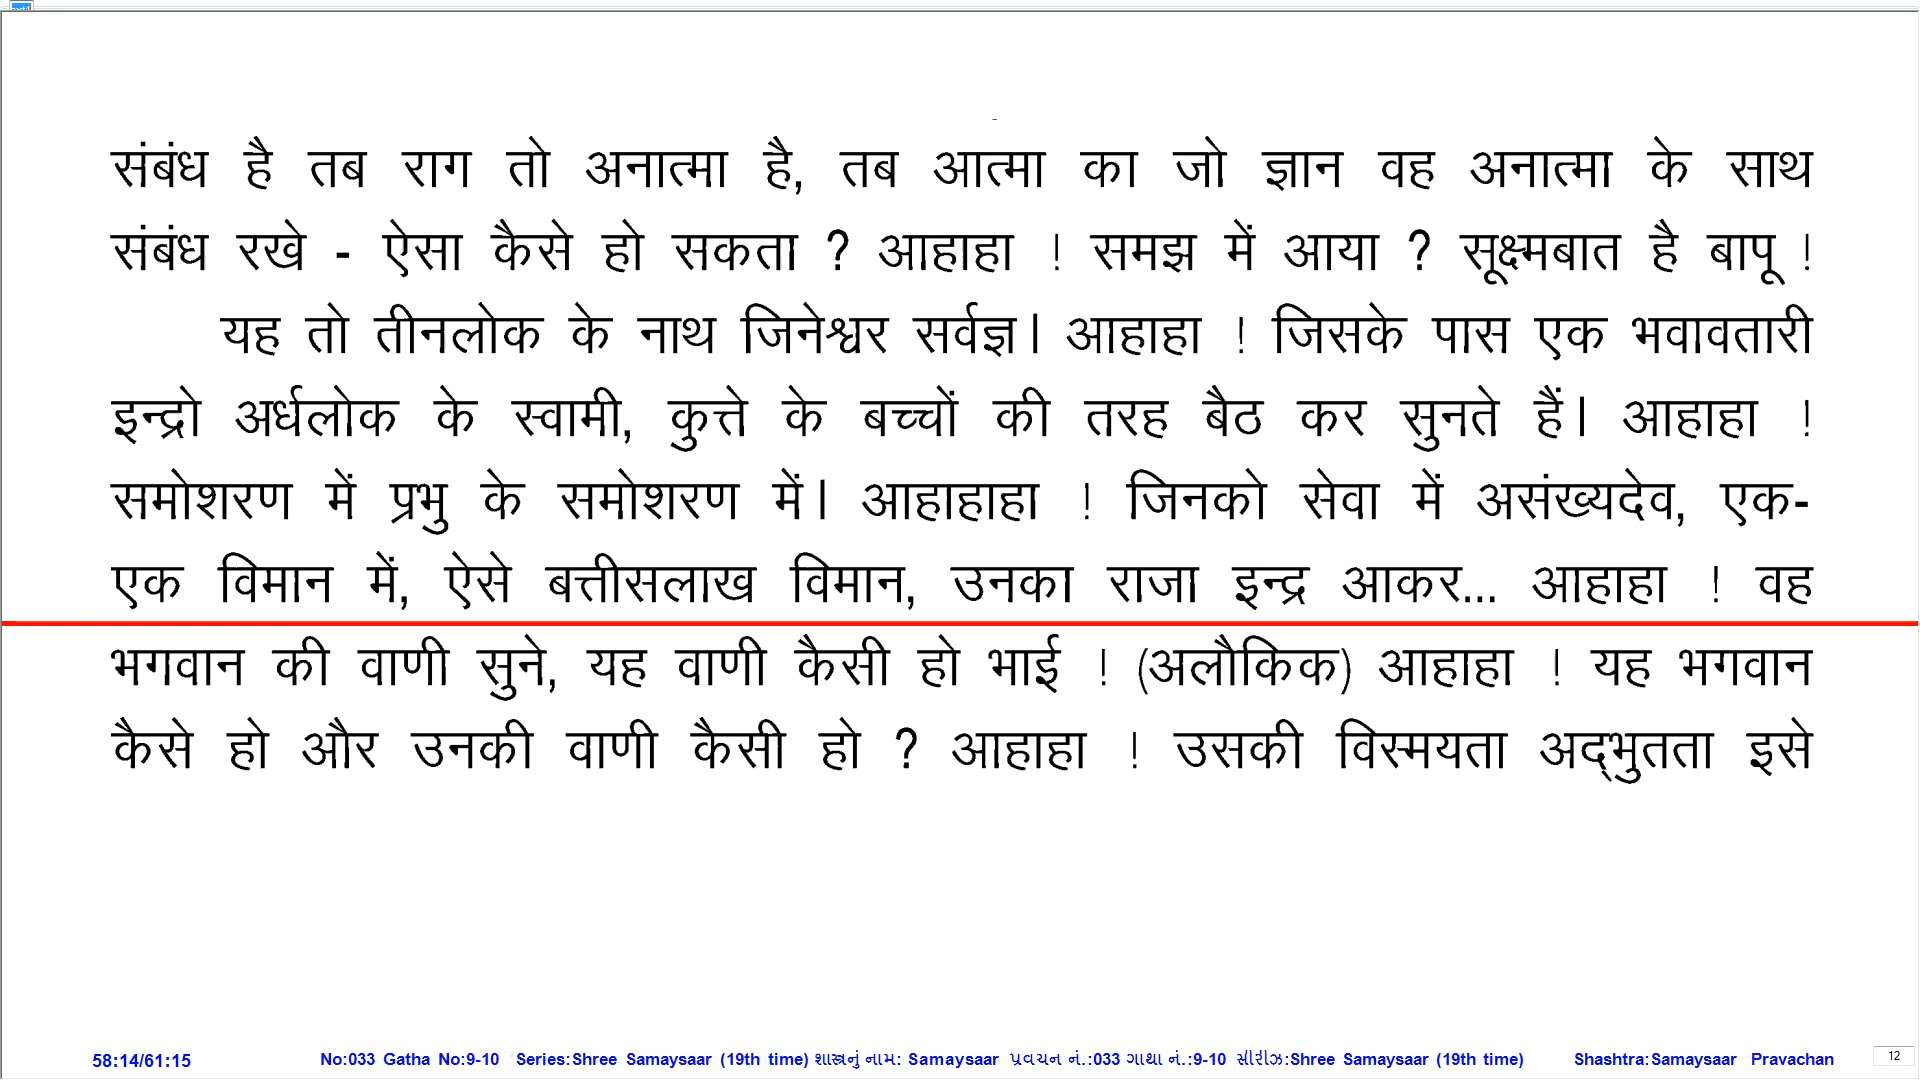 संबंध है तब राग तो अनात्मा है, तब आत्मा का जो ज्ञान वह अनात्मा के साथ
संबंध रखे - ऐसा कैसे हो सकता ? आहाहा ! समझ में आया ? सूक्ष्मबात है बापू !
यह तो तीनलोक के नाथ जिनेश्वर सर्वज्ञ। आहाहा ! जिसके पास एक भवावतारी
इन्द्रो अर्धलोक के स्वामी, कुत्ते के बच्चों की तरह बैठ कर सुनते हैं। आहाहा !
समोशरण में प्रभु के समोशरण में। आहाहाहा ! जिनको सेवा में असंख्यदेव, एक-
एक विमान में, ऐसे बत्तीसलाख विमान, उनका राजा इन्द्र आकर... आहाहा ! वह
भगवान की वाणी सुने, यह वाणी कैसी हो भाई ! (अलौकिक) आहाहा ! यह भगवान
कैसे हो और उनकी वाणी कैसी हो ? आहाहा ! उसकी विस्मयता अद्‌भुतता इसे
58:14/61:15 No:033 Gatha No:9-10 Series:Shree Samaysaar (19th time) શાસ્ત્રનું નામ: Samaysaar પ્રવચન નં.:033 ગાથા નં.:9-10 સીરીઝ:Shree Samaysaar (19th time) Shashtra:Samaysaar Pravachan 12